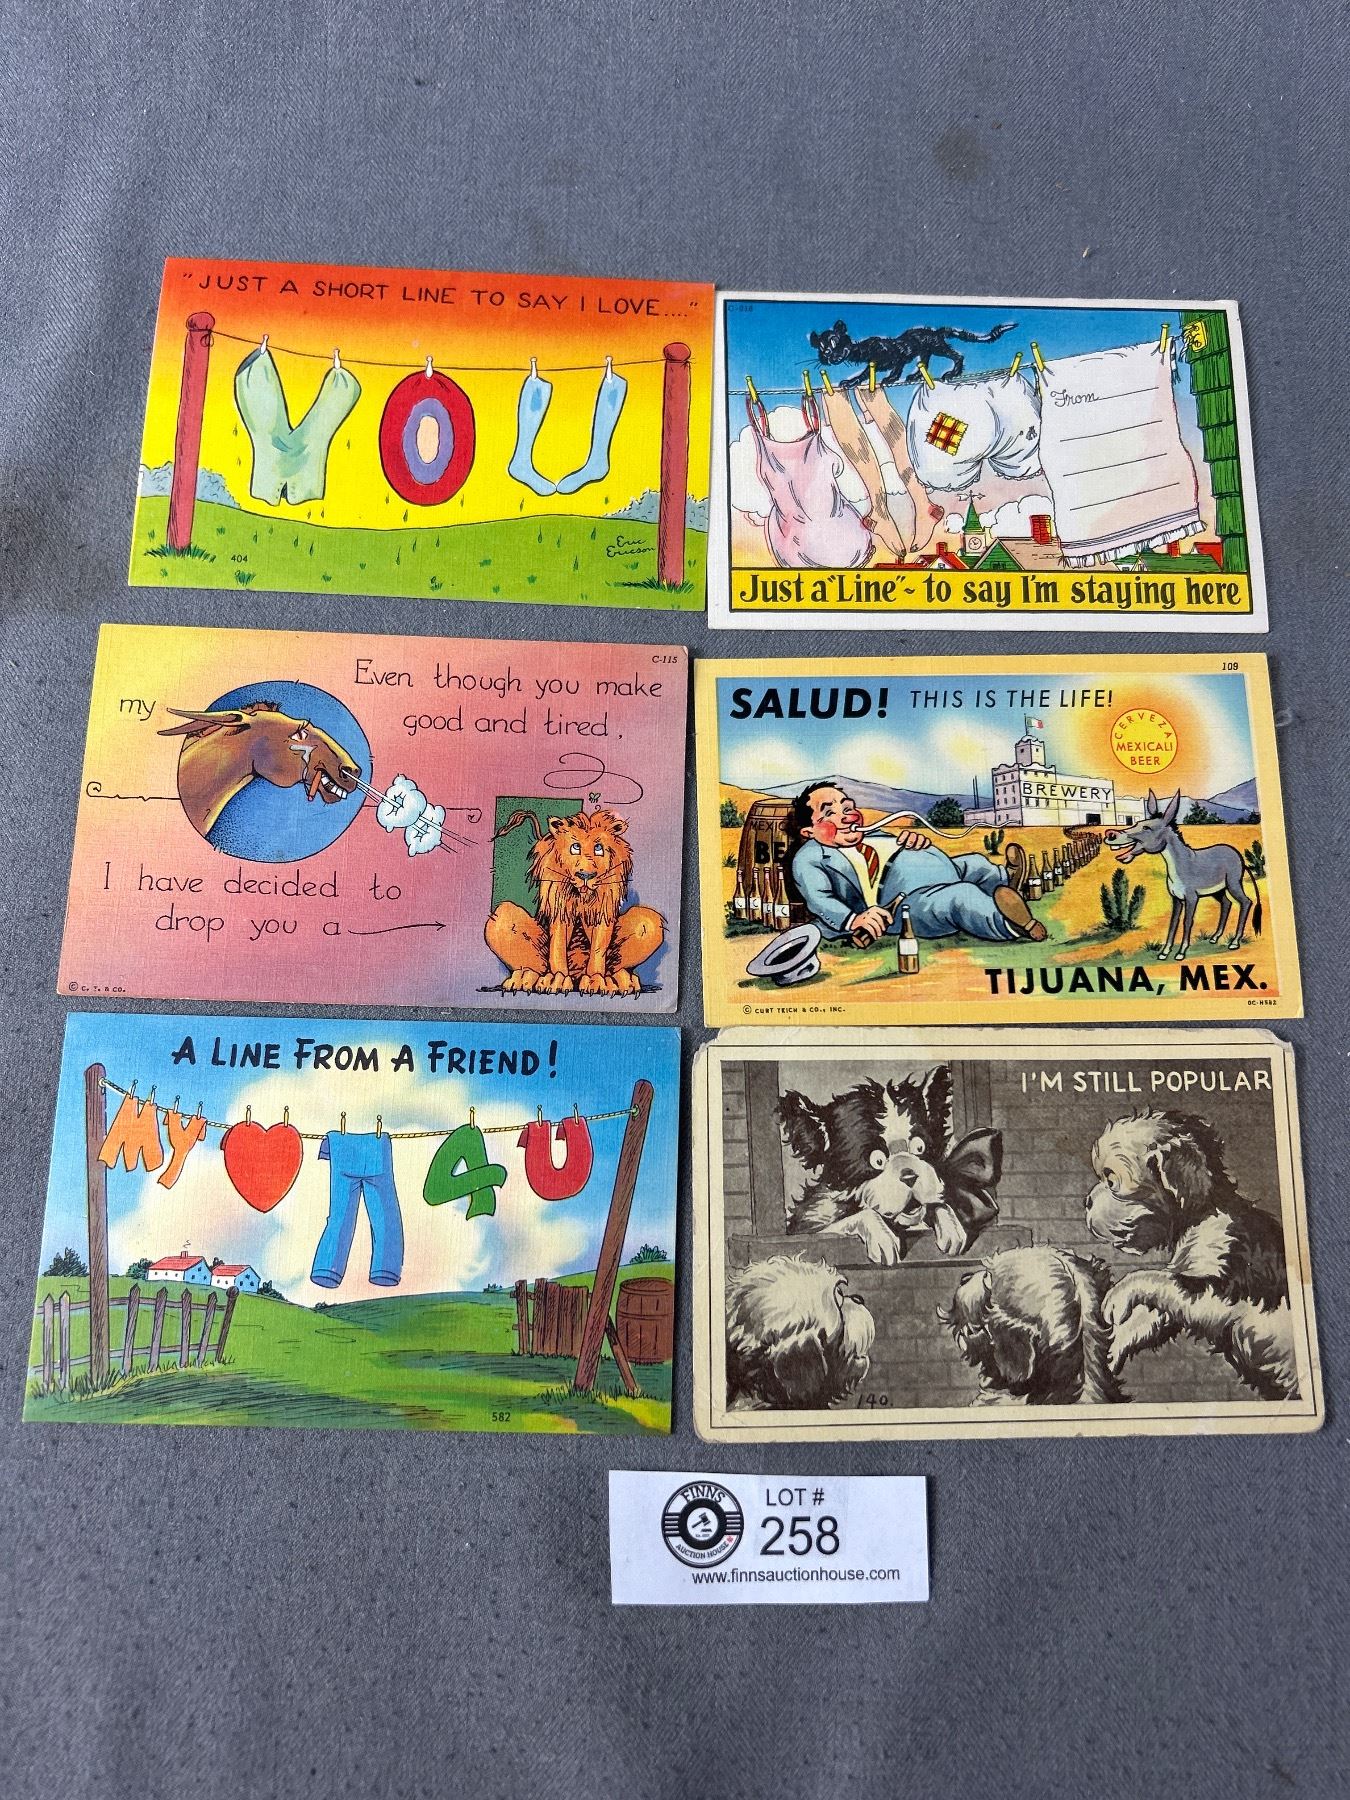 "JUST A SHORT LINE TO SAY I LOVE...."
YOU
404
Eric
Ericson
From
Just a "Line" ~ to say I'm staying here
C-115
Even though you make
my
good and tired,
I have decided to
drop you a
© C. T. & CO.
109
SALUD! THIS IS THE LIFE!
CERVEZA
MEXICALI
BEER
BREWERY
BE
TIJUANA, MEX.
© CURT TEICH & CO., INC.
OC-H582
A LINE FROM A FRIEND!
MY 4 U
582
I'M STILL POPULAR
140.
FINNS
AUCTION HOUSE
LOT #
258
www.finnsauctionhouse.com